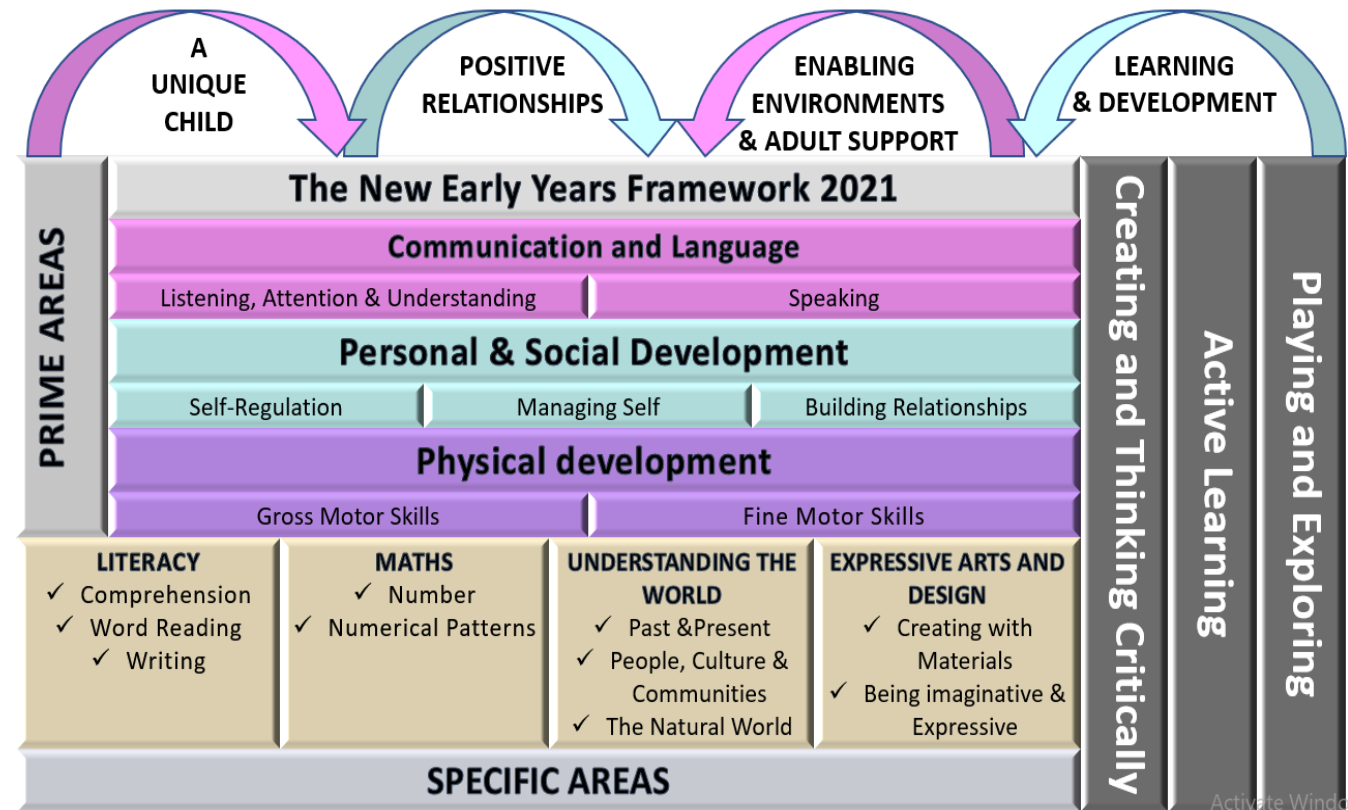 A
UNIQUE
CHILD
POSITIVE
RELATIONSHIPS
ENABLING
ENVIRONMENTS
& ADULT SUPPORT
LEARNING
& DEVELOPMENT
PRIME AREAS
The New Early Years Framework 2021
Communication and Language
Listening, Attention & Understanding
Speaking
Personal & Social Development
Self-Regulation
Managing Self
Building Relationships
Physical development
Gross Motor Skills
Fine Motor Skills
LITERACY
✓ Comprehension
✓ Word Reading
✓ Writing
MATHS
✓ Number
✓ Numerical Patterns
UNDERSTANDING THE
WORLD
✓ Past &Present
✓ People, Culture &
Communities
✓ The Natural World
EXPRESSIVE ARTS AND
DESIGN
✓ Creating with
Materials
✓ Being imaginative &
Expressive
SPECIFIC AREAS
Creating and Thinking Critically
Active Learning
Playing and Exploring
Activate